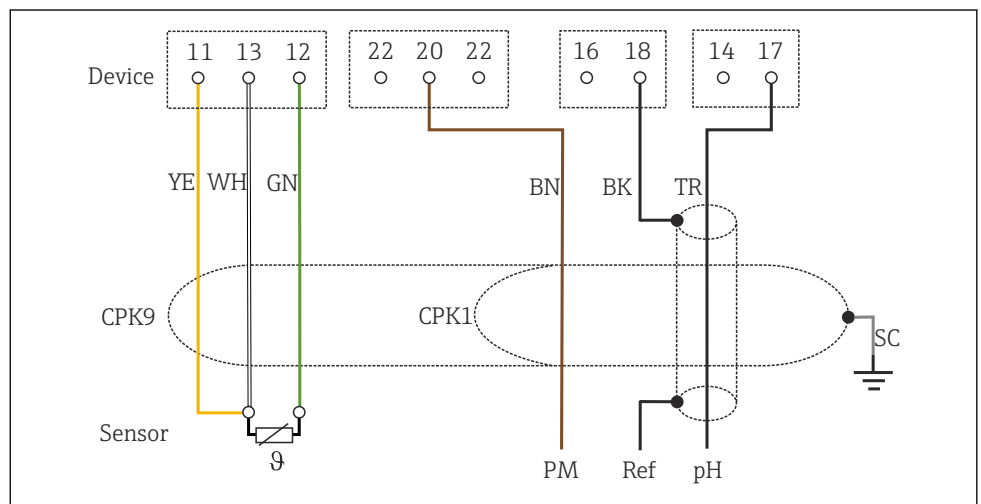 11 13 12 22 20 22 16 18 14 17
Device
YE WH GN BN BK TR
CPK9 CPK1
SC
Sensor
ϑ
PM Ref pH